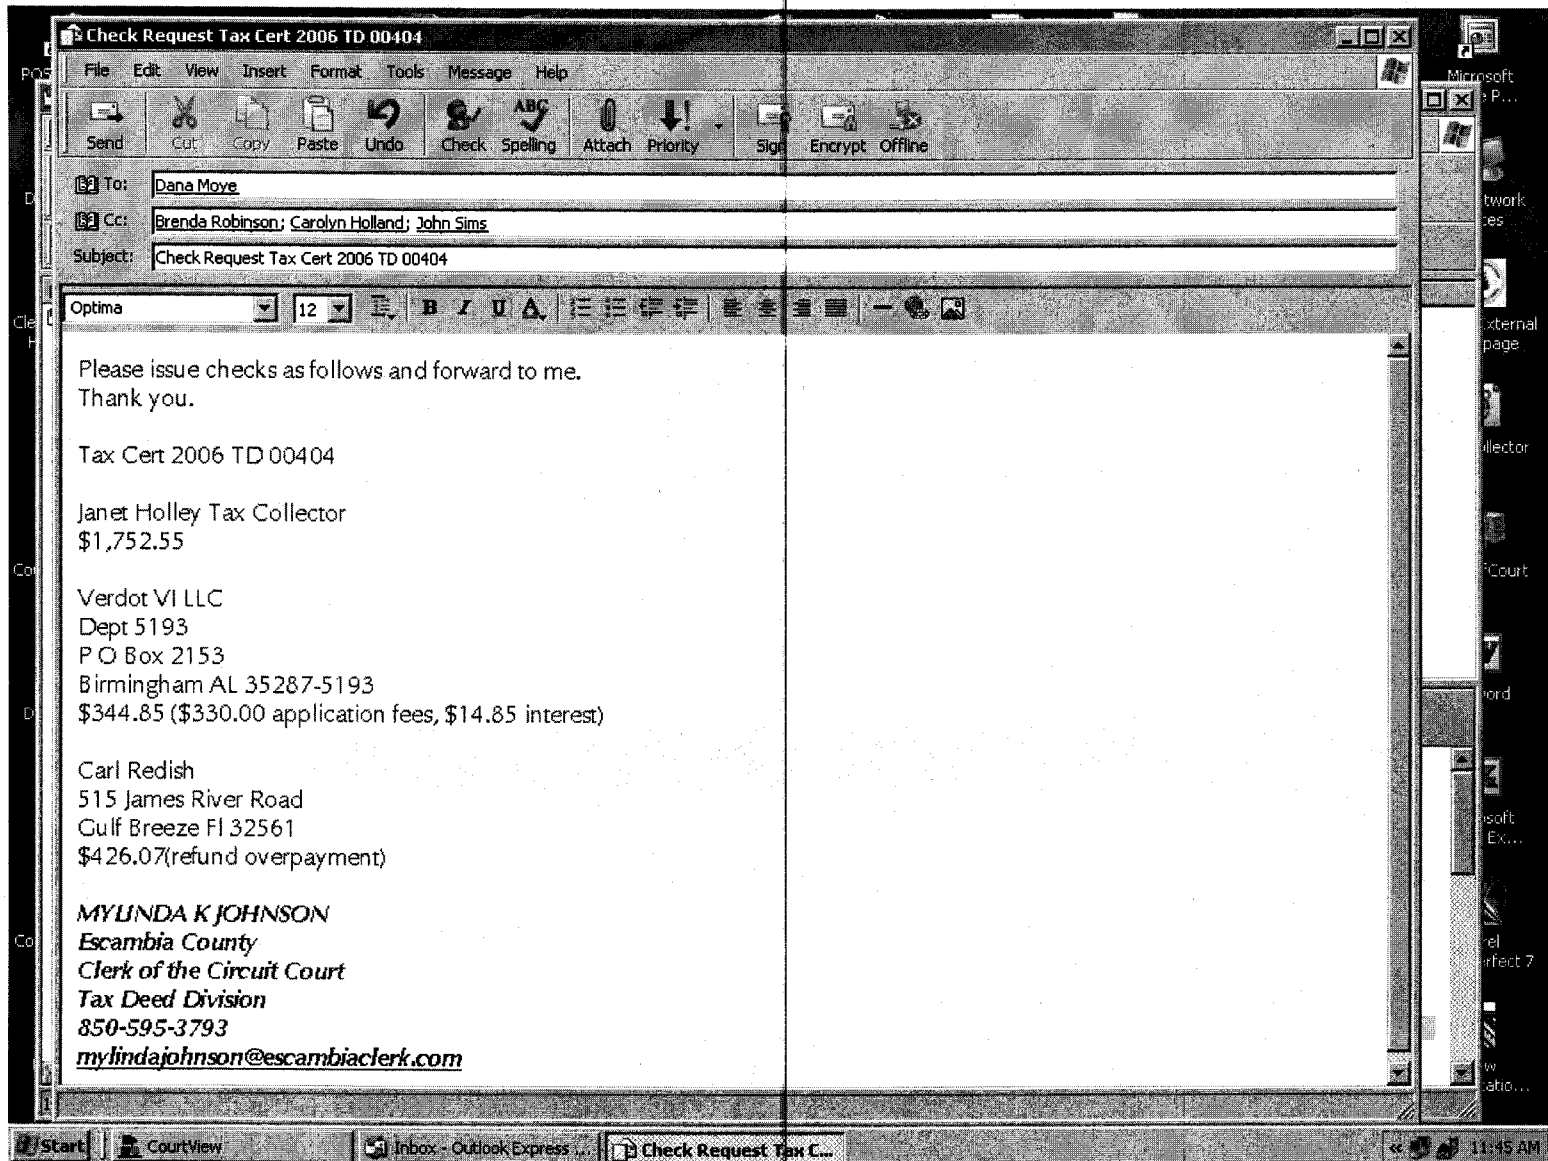 Check Request Tax Cert 2006 TD 00404
File Edit View Insert Format Tools Message Help
Send Cut Copy Paste Undo Check Spelling Attach Priority Sign Encrypt Offline
To: Dana Moye
Cc: Brenda Robinson; Carolyn Holland; John Sims
Subject: Check Request Tax Cert 2006 TD 00404
Optima 12
Please issue checks as follows and forward to me.
Thank you.
Tax Cert 2006 TD 00404
Janet Holley Tax Collector
$1,752.55
Verdot VI LLC
Dept 5193
P O Box 2153
Birmingham AL 35287-5193
$344.85 ($330.00 application fees, $14.85 interest)
Carl Redish
515 James River Road
Gulf Breeze Fl 32561
$426.07(refund overpayment)
MYLINDA K JOHNSON
Escambia County
Clerk of the Circuit Court
Tax Deed Division
850-595-3793
mylindajohnson@escambiaclerk.com
Microsoft
Start CourtView Inbox - Outlook Express ... Check Request Tax C... 11:45 AM